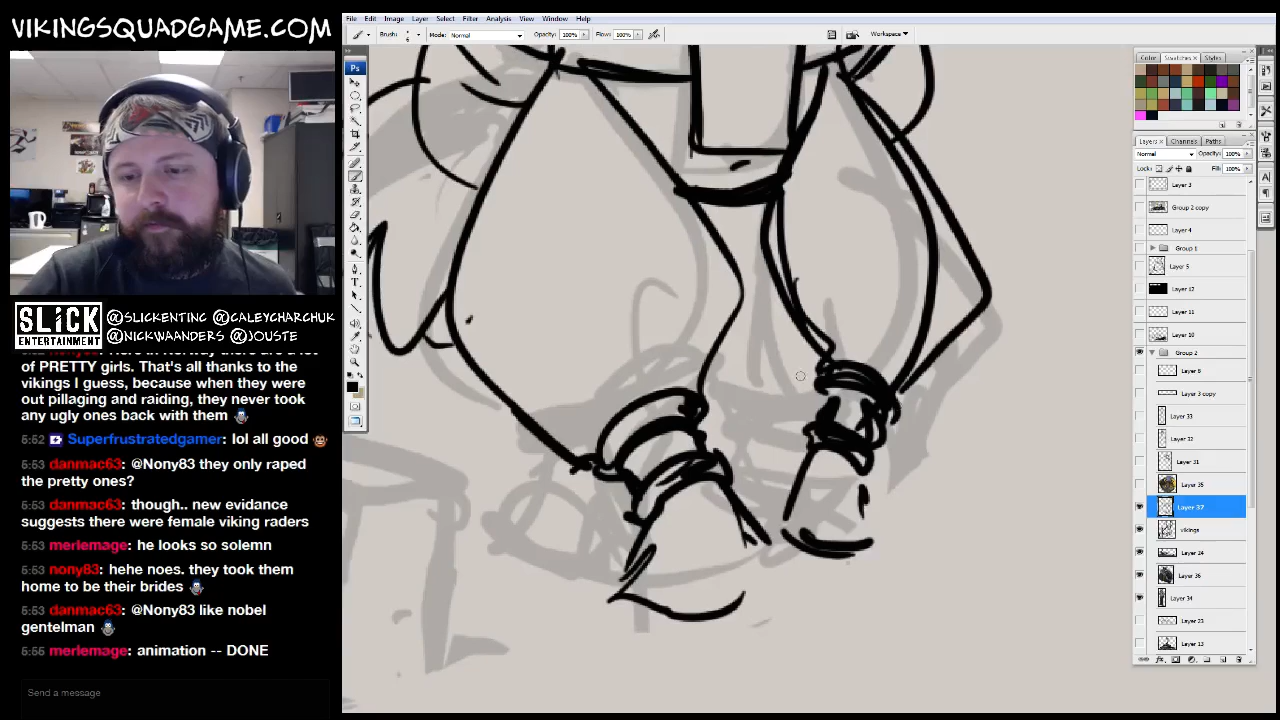 VIKINGSQUADGAME.COM
SLICK
ENTERTAINMENT
@SLICKENTINC @CALEYCHARCHUK
@NICKWAANDERS @JOUSTE
of PRETTY girls. That's all thanks to the
vikings I guess, because when they were
out pillaging and raiding, they never took
any ugly ones back with them
5:52 Superfrustratedgamer: lol all good
5:53 danmac63: @Nony83 they only raped
the pretty ones?
5:53 danmac63: though.. new evidance
suggests there were female viking raders
5:53 merlemage: he looks so solemn
5:53 nony83: hehe noes. they took them
home to be their brides
5:53 danmac63: @Nony83 like nobel
gentelman
5:55 merlemage: animation -- DONE
Send a message
File Edit Image Layer Select Filter Analysis View Window Help
Brush: Mode: Normal Opacity: 100% Flow: 100% Workspace
Ps
Color Swatches Styles
Layers Channels Paths
Normal Opacity: 100%
Lock: Fill: 100%
Layer 3
Group 2 copy
Layer 4
Group 1
Layer 5
Layer 12
Layer 11
Layer 10
Group 2
Layer 8
Layer 3 copy
Layer 33
Layer 32
Layer 31
Layer 35
Layer 37
vikings
Layer 24
Layer 36
Layer 34
Layer 23
Layer 13